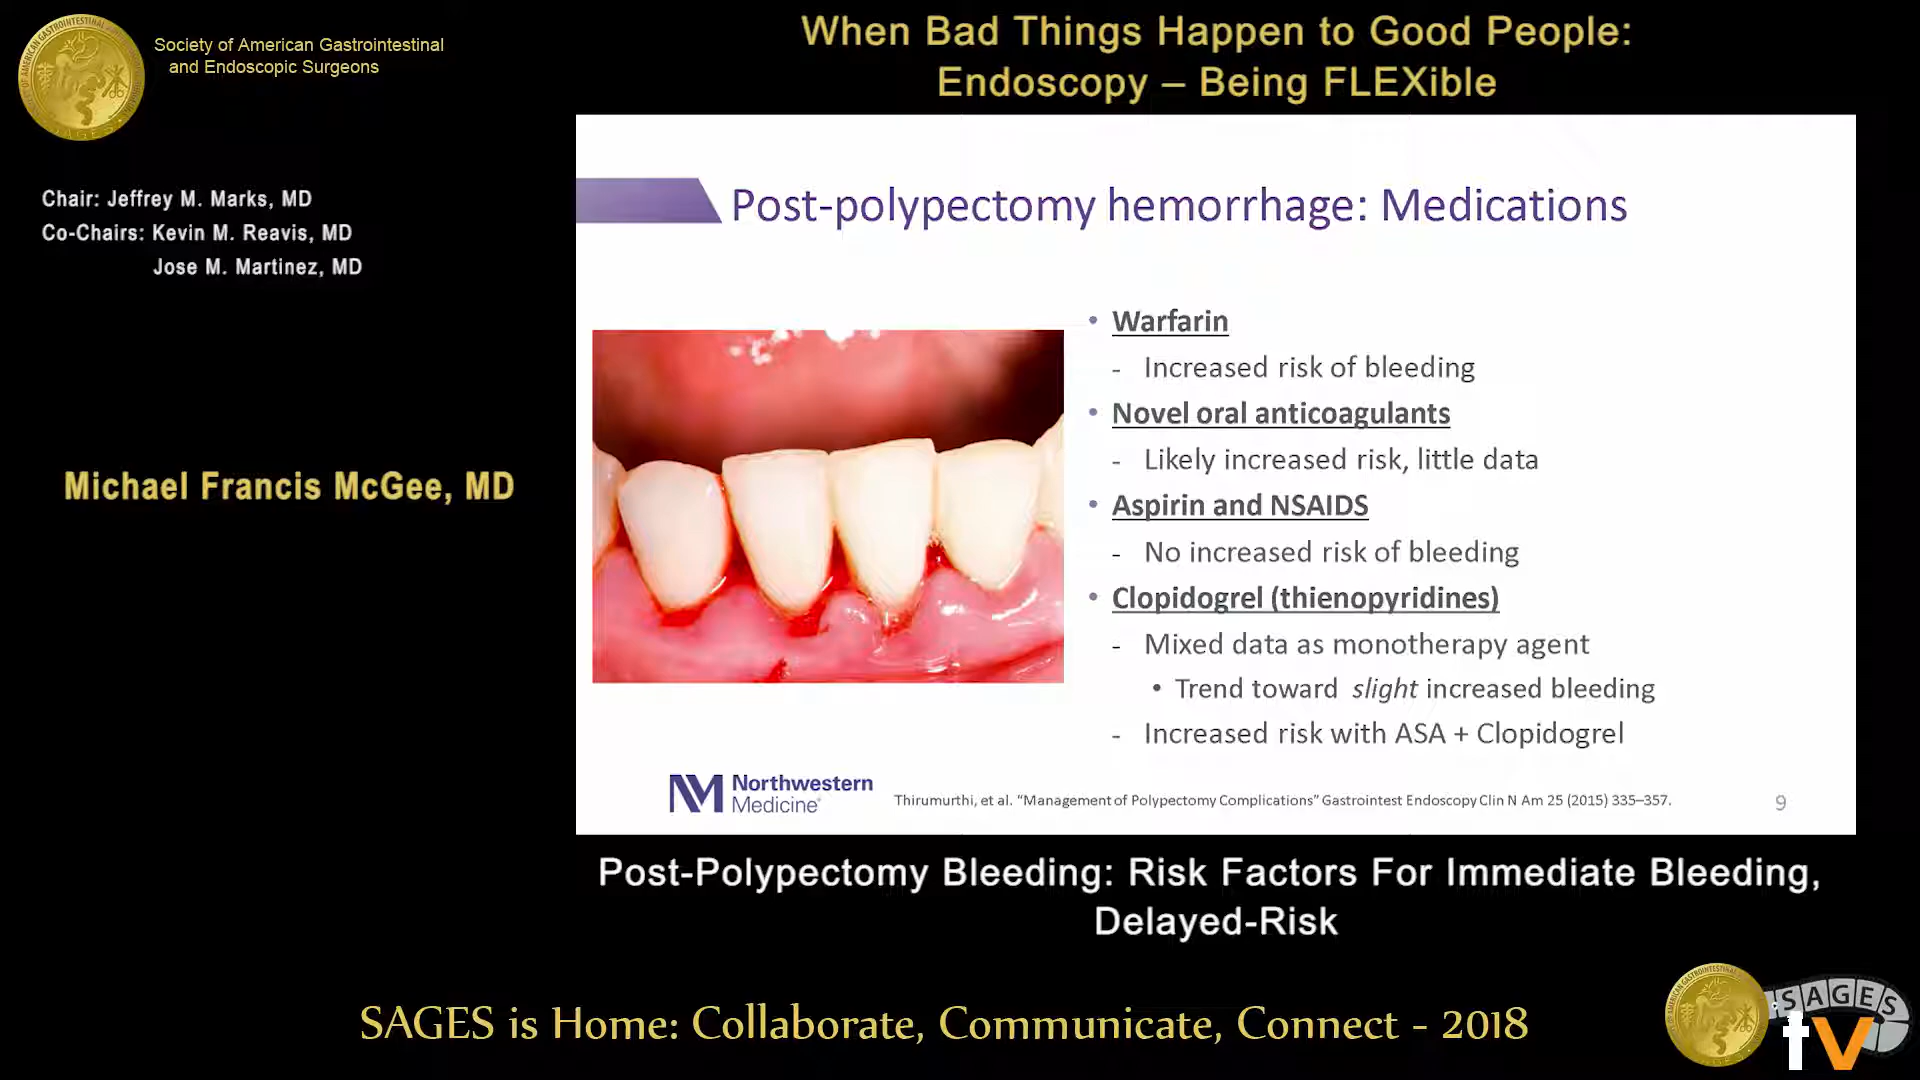 Society of American Gastrointestinal
and Endoscopic Surgeons
When Bad Things Happen to Good People:
Endoscopy – Being FLEXible
Chair: Jeffrey M. Marks, MD
Co-Chairs: Kevin M. Reavis, MD
Jose M. Martinez, MD
Michael Francis McGee, MD
Post-polypectomy hemorrhage: Medications
• Warfarin
- Increased risk of bleeding
• Novel oral anticoagulants
- Likely increased risk, little data
• Aspirin and NSAIDS
- No increased risk of bleeding
• Clopidogrel (thienopyridines)
- Mixed data as monotherapy agent
• Trend toward slight increased bleeding
- Increased risk with ASA + Clopidogrel
NM Northwestern
Medicine
Thirumurthi, et al. “Management of Polypectomy Complications” Gastrointest Endoscopy Clin N Am 25 (2015) 335–357.
9
Post-Polypectomy Bleeding: Risk Factors For Immediate Bleeding,
Delayed-Risk
SAGES is Home: Collaborate, Communicate, Connect - 2018
SAGES
tv